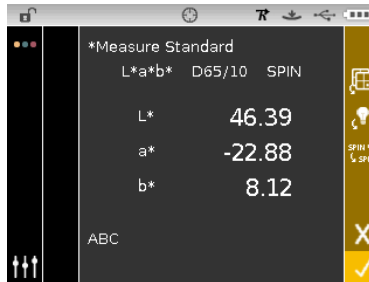 *Measure Standard
L*a*b* D65/10 SPIN
L* 46.39
a* -22.88
b* 8.12
ABC